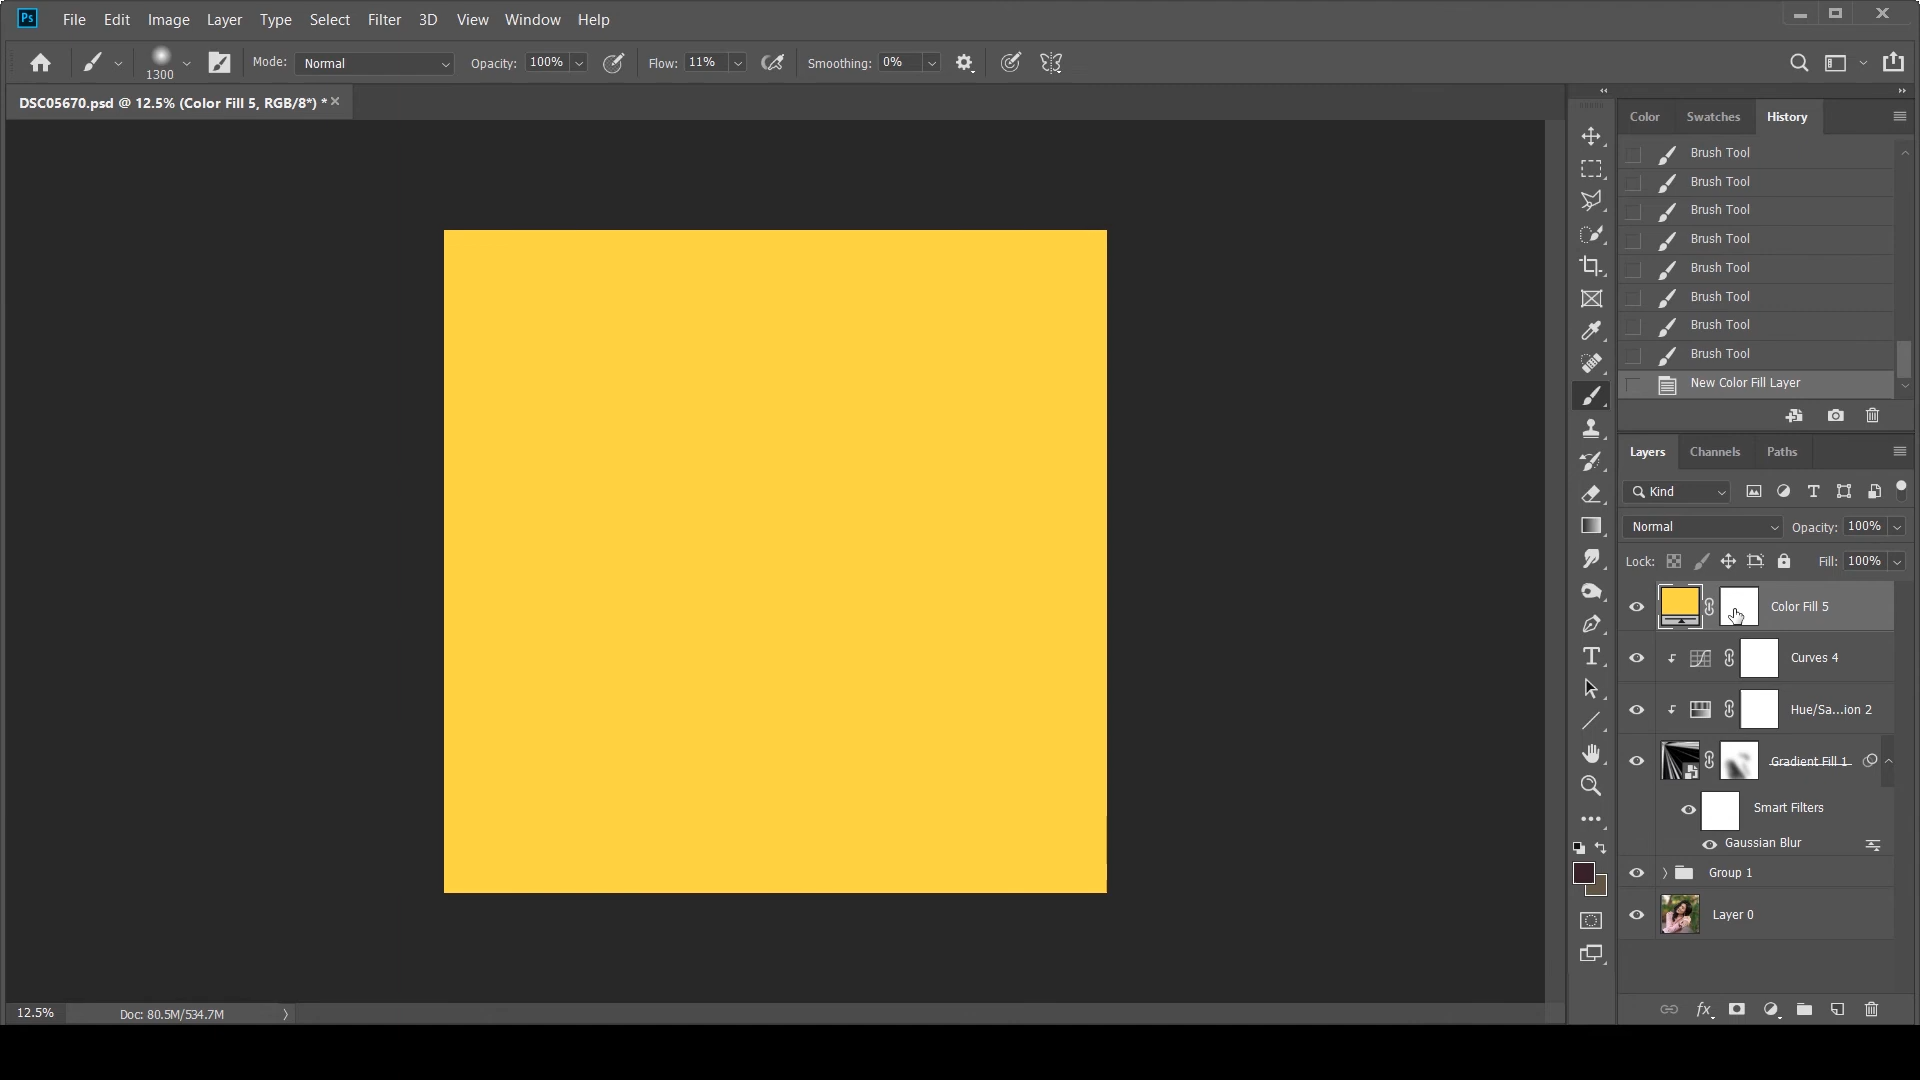 Ps File Edit Image Layer Type Select Filter 3D View Window Help
1300 Mode: Normal Opacity: 100% Flow: 11% Smoothing: 0%
DSC05670.psd @ 12.5% (Color Fill 5, RGB/8*) *
Color Swatches History
Brush Tool
Brush Tool
Brush Tool
Brush Tool
Brush Tool
Brush Tool
Brush Tool
Brush Tool
New Color Fill Layer
Layers Channels Paths
Kind
Normal Opacity: 100%
Lock: Fill: 100%
Color Fill 5
Curves 4
Hue/Sa...ion 2
Gradient Fill 1
Smart Filters
Gaussian Blur
Group 1
Layer 0
12.5% Doc: 80.5M/534.7M